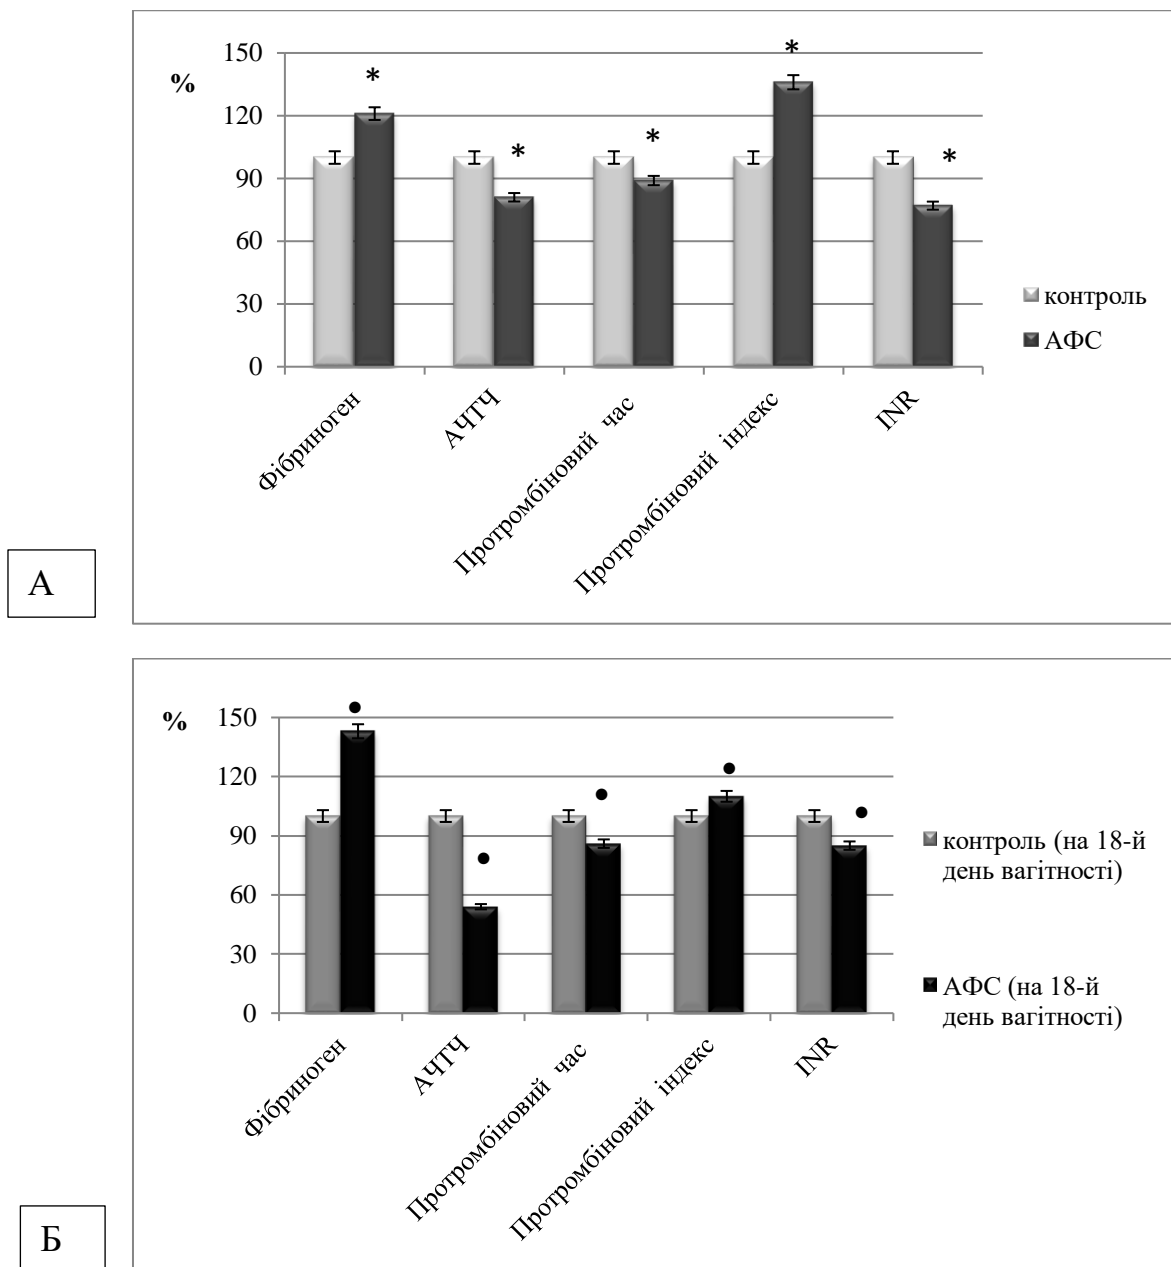 %
150
120
90
60
30
0
*
*
*
*
*
Фібриноген
АЧТЧ
Протромбіновий час
Протромбіновий індекс
INR
контроль
АФС
А
%
150
120
90
60
30
0
Фібриноген
АЧТЧ
Протромбіновий час
Протромбіновий індекс
INR
контроль (на 18-й
день вагітності)
АФС (на 18-й
день вагітності)
Б